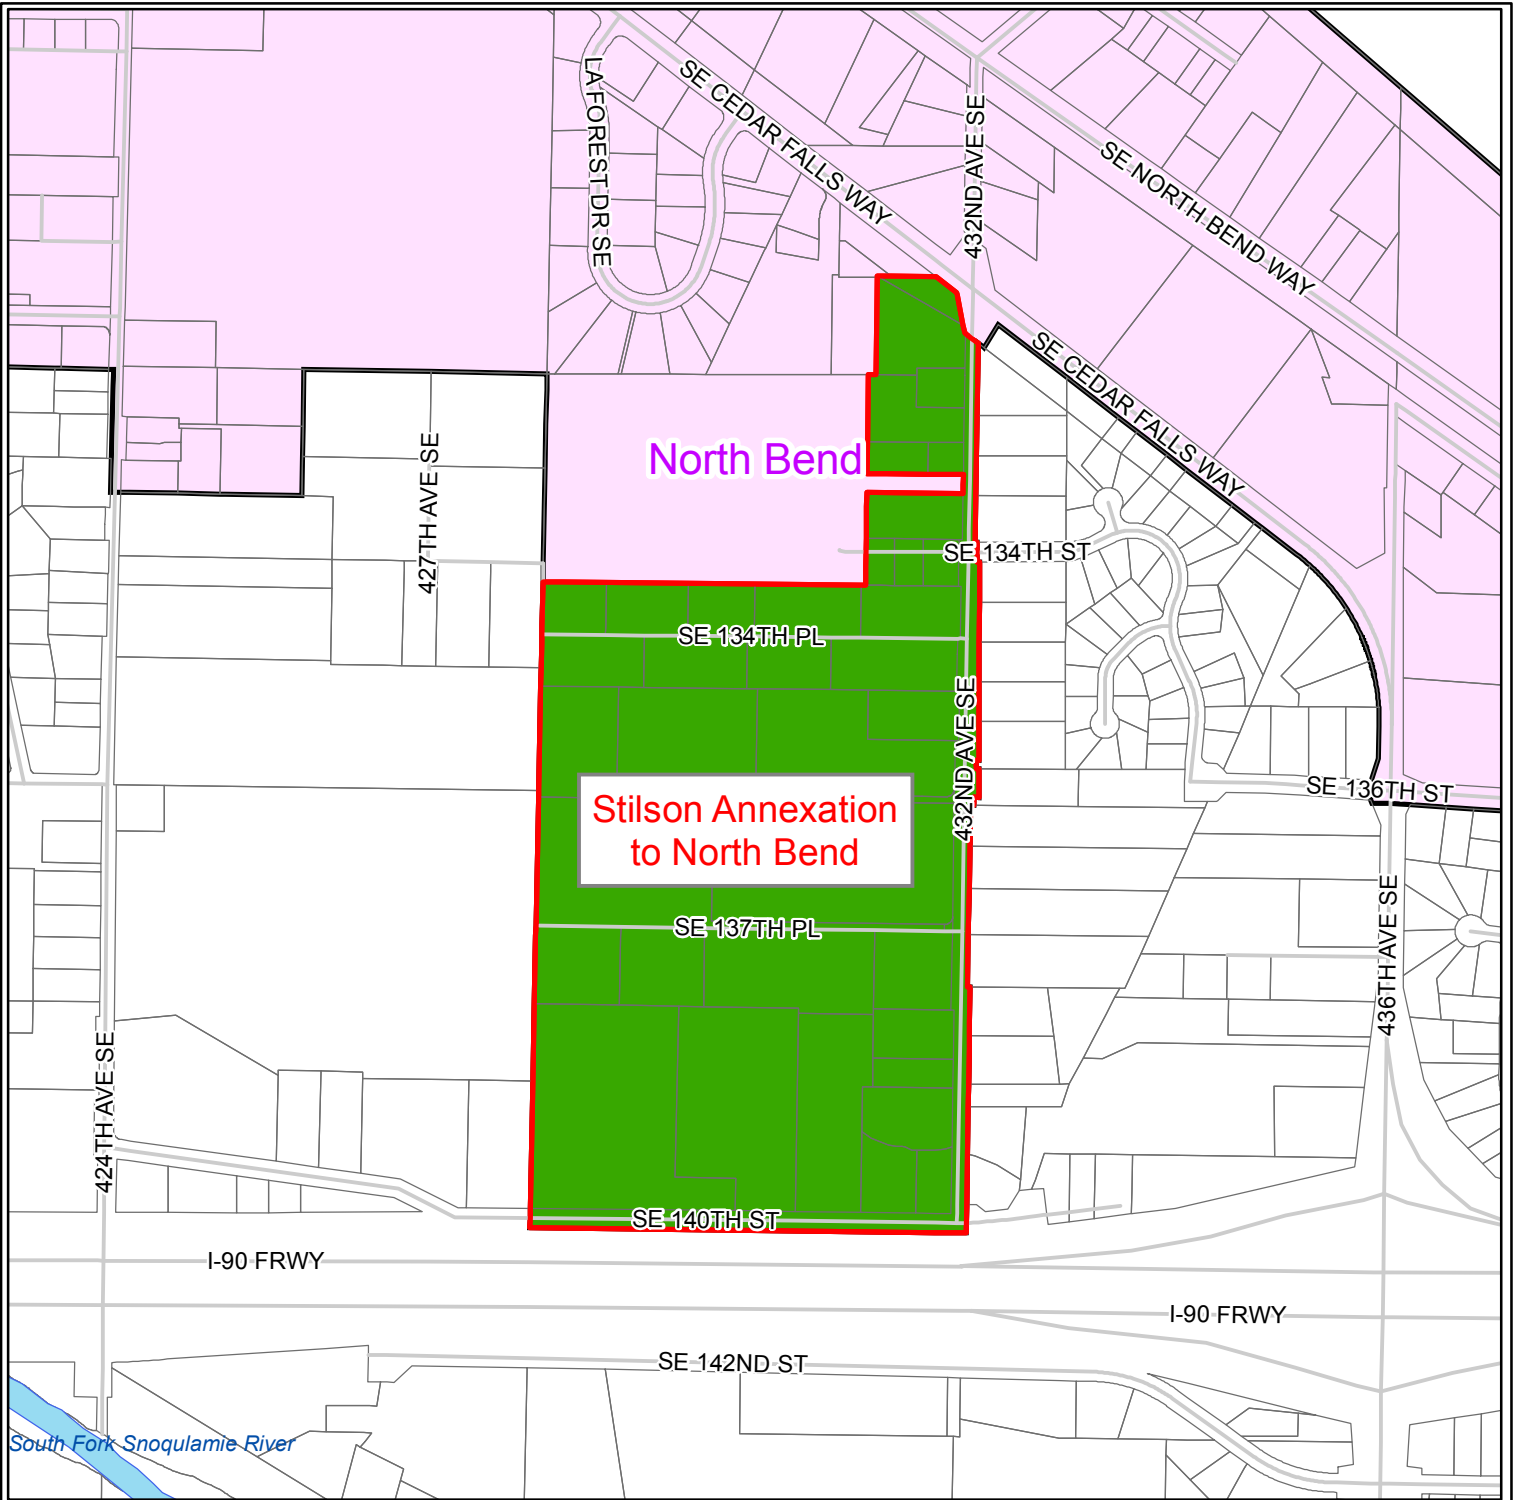 LA FOREST DR SE
SE CEDAR FALLS WAY
432ND AVE SE
SE NORTH BEND WAY
SE CEDAR FALLS WAY
427TH AVE SE
North Bend
SE 134TH ST
SE 134TH PL
432ND AVE SE
SE 136TH ST
Stilson Annexation
to North Bend
SE 137TH PL
436TH AVE SE
424TH AVE SE
SE 140TH ST
I-90 FRWY
I-90 FRWY
SE 142ND ST
South Fork Snoqulamie River